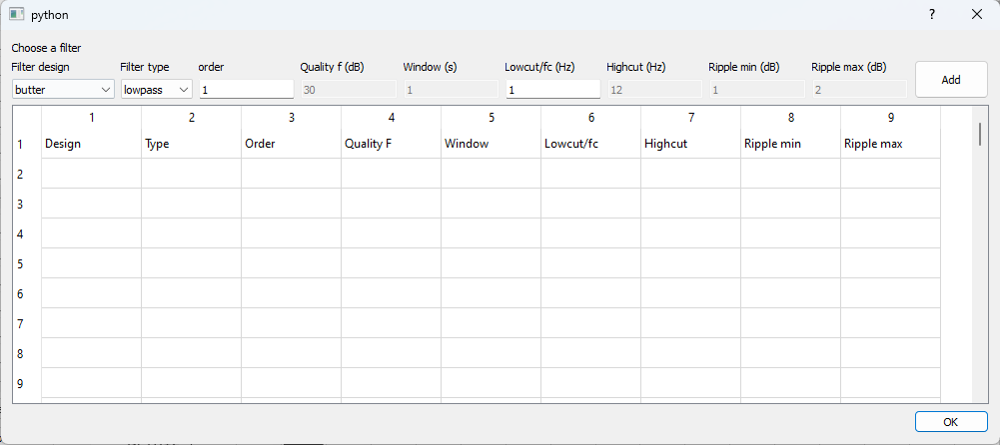 python ?
Choose a filter
Filter design Filter type order Quality f (dB) Window (s) Lowcut/fc (Hz) Highcut (Hz) Ripple min (dB) Ripple max (dB)
butter lowpass 1 30 1 1 12 1 2 Add
1 2 3 4 5 6 7 8 9
1 Design Type Order Quality F Window Lowcut/fc Highcut Ripple min Ripple max
2
3
4
5
6
7
8
9
OK